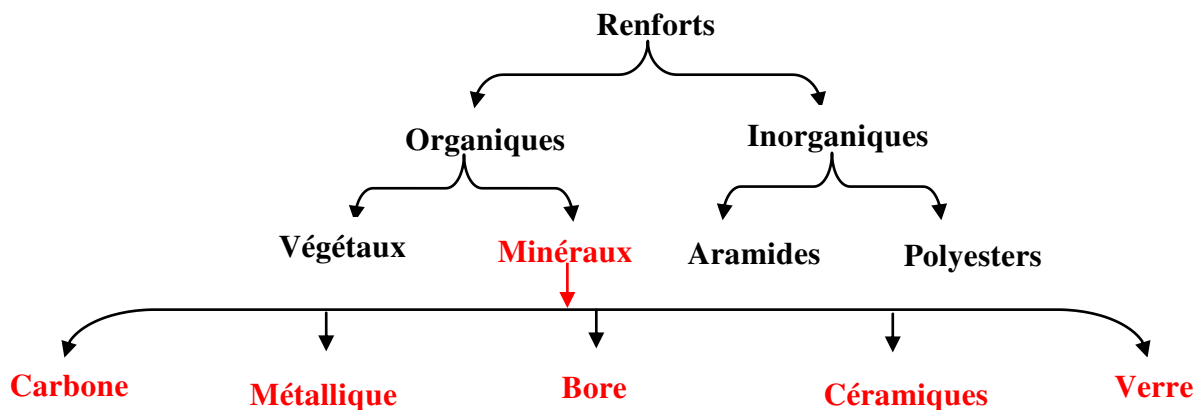 Renforts
Organiques
Inorganiques
Végétaux
Minéraux
Aramides
Polyesters
Carbone
Métallique
Bore
Céramiques
Verre